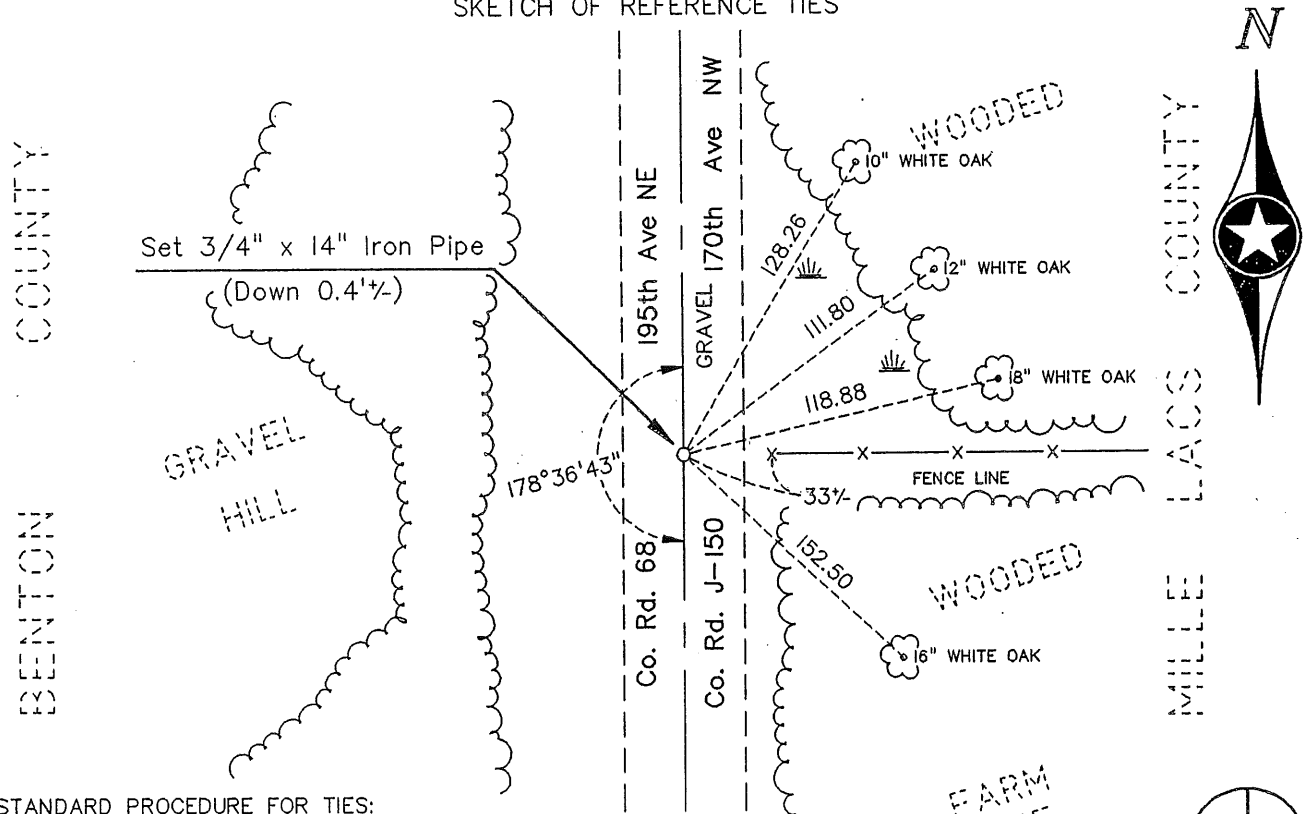 SKETCH OF REFERENCE TIES
N
BENTON COUNTY
Set 3/4" x 14" Iron Pipe
(Down 0.4'+/-)
GRAVEL
HILL
195th Ave NE
Co. Rd. 68
GRAVEL 170th Ave NW
Co. Rd. J-150
178°36'43"
WOODED
10" WHITE OAK
128.26
12" WHITE OAK
111.80
18" WHITE OAK
118.88
x x x x
FENCE LINE
33+/-
152.50
WOODED
16" WHITE OAK
MILLE LACS COUNTY
FARM
STANDARD PROCEDURE FOR TIES: